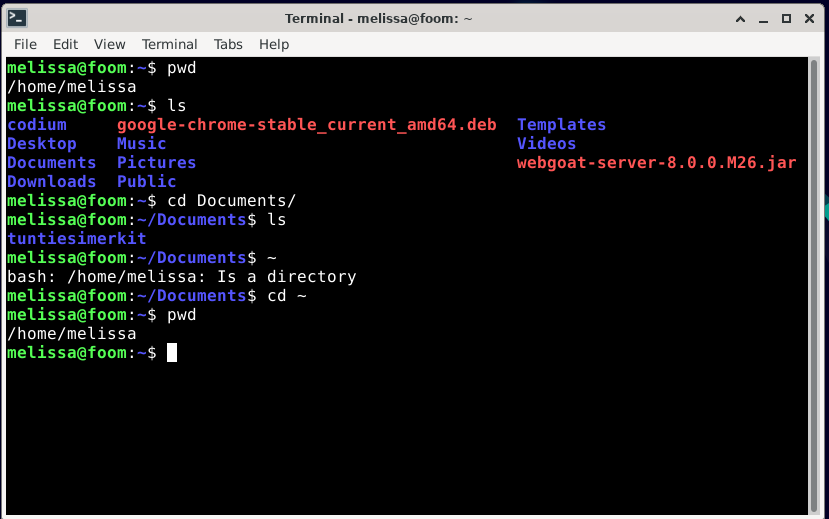 Terminal - melissa@foom: ~
File Edit View Terminal Tabs Help
melissa@foom:~$ pwd
/home/melissa
melissa@foom:~$ ls
codium google-chrome-stable_current_amd64.deb Templates
Desktop Music Videos
Documents Pictures webgoat-server-8.0.0.M26.jar
Downloads Public
melissa@foom:~$ cd Documents/
melissa@foom:~/Documents$ ls
tuntiesimerkit
melissa@foom:~/Documents$ ~
bash: /home/melissa: Is a directory
melissa@foom:~/Documents$ cd ~
melissa@foom:~$ pwd
/home/melissa
melissa@foom:~$